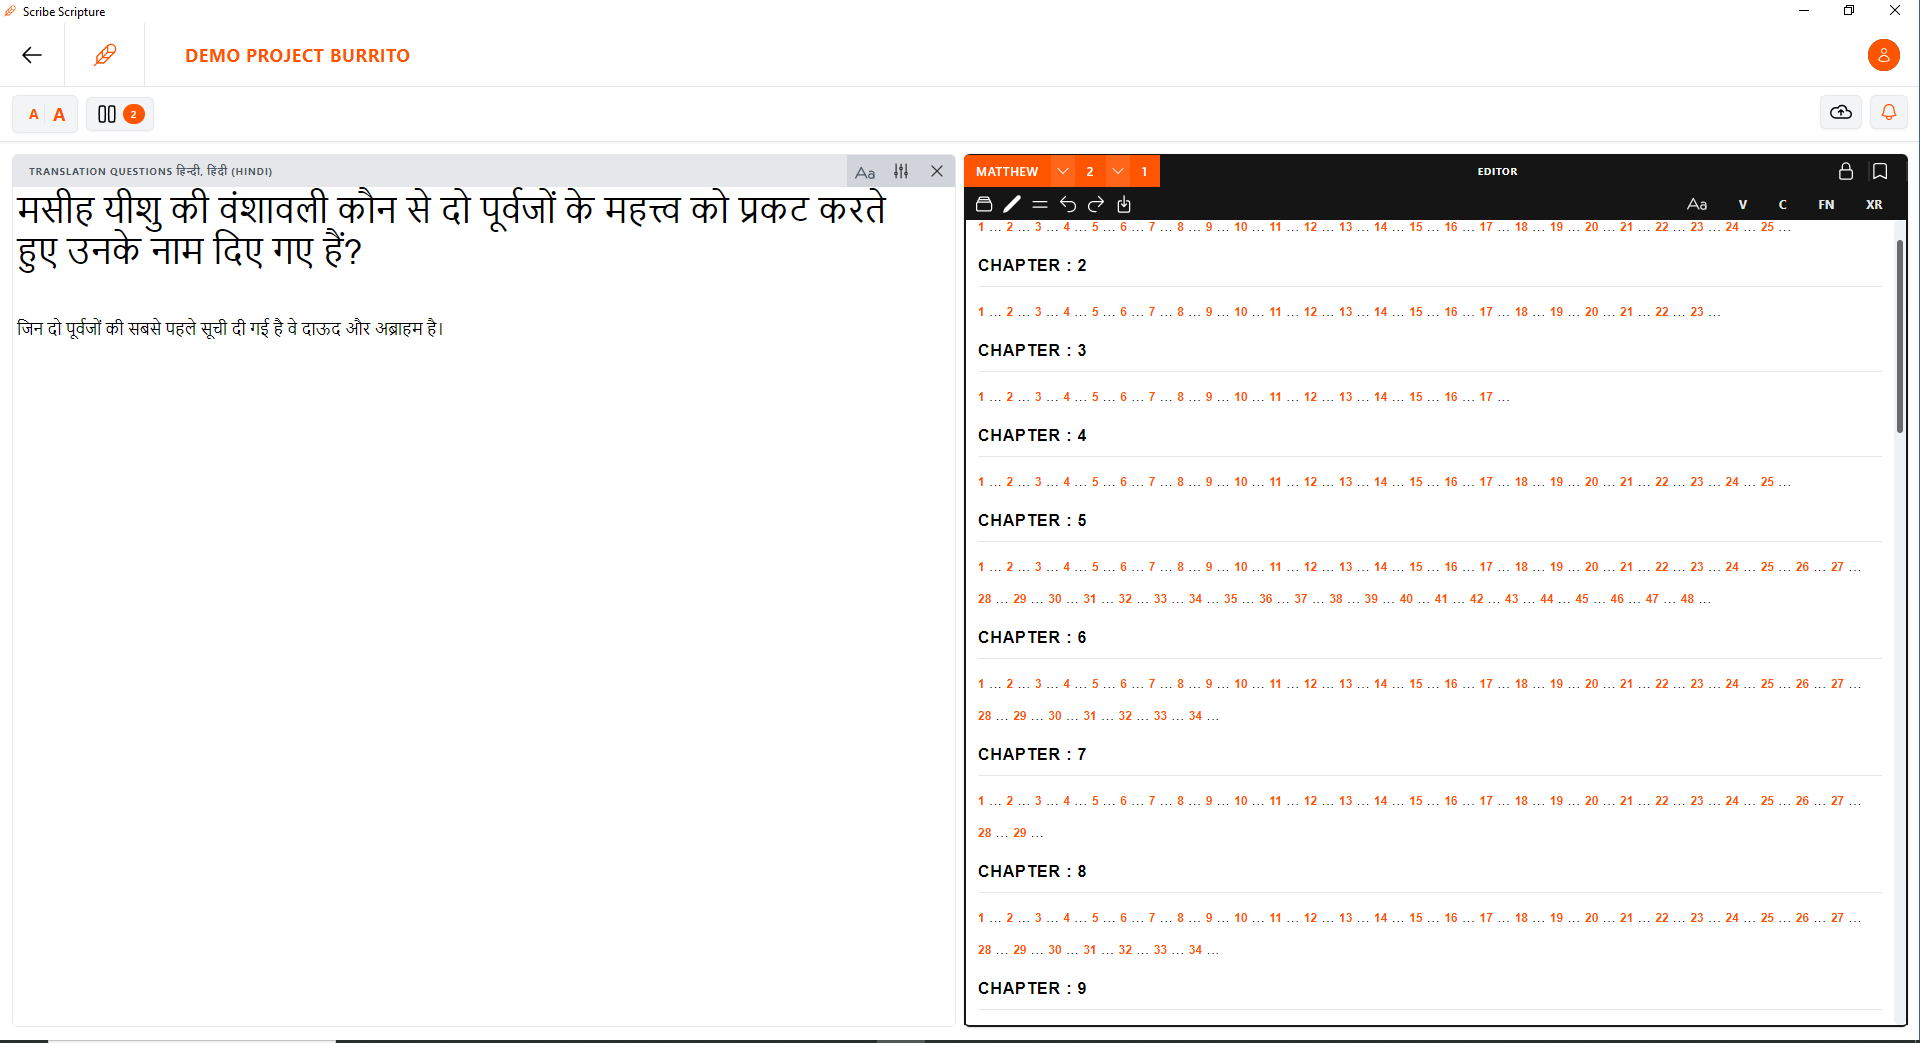 Scribe Scripture
DEMO PROJECT BURRITO
A A 2
TRANSLATION QUESTIONS हिन्दी, हिंदी (HINDI)
Aa
मसीह यीशु की वंशावली कौन से दो पूर्वजों के महत्त्व को प्रकट करते
हुए उनके नाम दिए गए हैं?
जिन दो पूर्वजों की सबसे पहले सूची दी गई है वे दाऊद और अब्राहम है।
MATTHEW 2 1 EDITOR
Aa V C FN XR
1 ... 2 ... 3 ... 4 ... 5 ... 6 ... 7 ... 8 ... 9 ... 10 ... 11 ... 12 ... 13 ... 14 ... 15 ... 16 ... 17 ... 18 ... 19 ... 20 ... 21 ... 22 ... 23 ... 24 ... 25 ...
CHAPTER : 2
1 ... 2 ... 3 ... 4 ... 5 ... 6 ... 7 ... 8 ... 9 ... 10 ... 11 ... 12 ... 13 ... 14 ... 15 ... 16 ... 17 ... 18 ... 19 ... 20 ... 21 ... 22 ... 23 ...
CHAPTER : 3
1 ... 2 ... 3 ... 4 ... 5 ... 6 ... 7 ... 8 ... 9 ... 10 ... 11 ... 12 ... 13 ... 14 ... 15 ... 16 ... 17 ...
CHAPTER : 4
1 ... 2 ... 3 ... 4 ... 5 ... 6 ... 7 ... 8 ... 9 ... 10 ... 11 ... 12 ... 13 ... 14 ... 15 ... 16 ... 17 ... 18 ... 19 ... 20 ... 21 ... 22 ... 23 ... 24 ... 25 ...
CHAPTER : 5
1 ... 2 ... 3 ... 4 ... 5 ... 6 ... 7 ... 8 ... 9 ... 10 ... 11 ... 12 ... 13 ... 14 ... 15 ... 16 ... 17 ... 18 ... 19 ... 20 ... 21 ... 22 ... 23 ... 24 ... 25 ... 26 ... 27 ...
28 ... 29 ... 30 ... 31 ... 32 ... 33 ... 34 ... 35 ... 36 ... 37 ... 38 ... 39 ... 40 ... 41 ... 42 ... 43 ... 44 ... 45 ... 46 ... 47 ... 48 ...
CHAPTER : 6
1 ... 2 ... 3 ... 4 ... 5 ... 6 ... 7 ... 8 ... 9 ... 10 ... 11 ... 12 ... 13 ... 14 ... 15 ... 16 ... 17 ... 18 ... 19 ... 20 ... 21 ... 22 ... 23 ... 24 ... 25 ... 26 ... 27 ...
28 ... 29 ... 30 ... 31 ... 32 ... 33 ... 34 ...
CHAPTER : 7
1 ... 2 ... 3 ... 4 ... 5 ... 6 ... 7 ... 8 ... 9 ... 10 ... 11 ... 12 ... 13 ... 14 ... 15 ... 16 ... 17 ... 18 ... 19 ... 20 ... 21 ... 22 ... 23 ... 24 ... 25 ... 26 ... 27 ...
28 ... 29 ...
CHAPTER : 8
1 ... 2 ... 3 ... 4 ... 5 ... 6 ... 7 ... 8 ... 9 ... 10 ... 11 ... 12 ... 13 ... 14 ... 15 ... 16 ... 17 ... 18 ... 19 ... 20 ... 21 ... 22 ... 23 ... 24 ... 25 ... 26 ... 27 ...
28 ... 29 ... 30 ... 31 ... 32 ... 33 ... 34 ...
CHAPTER : 9